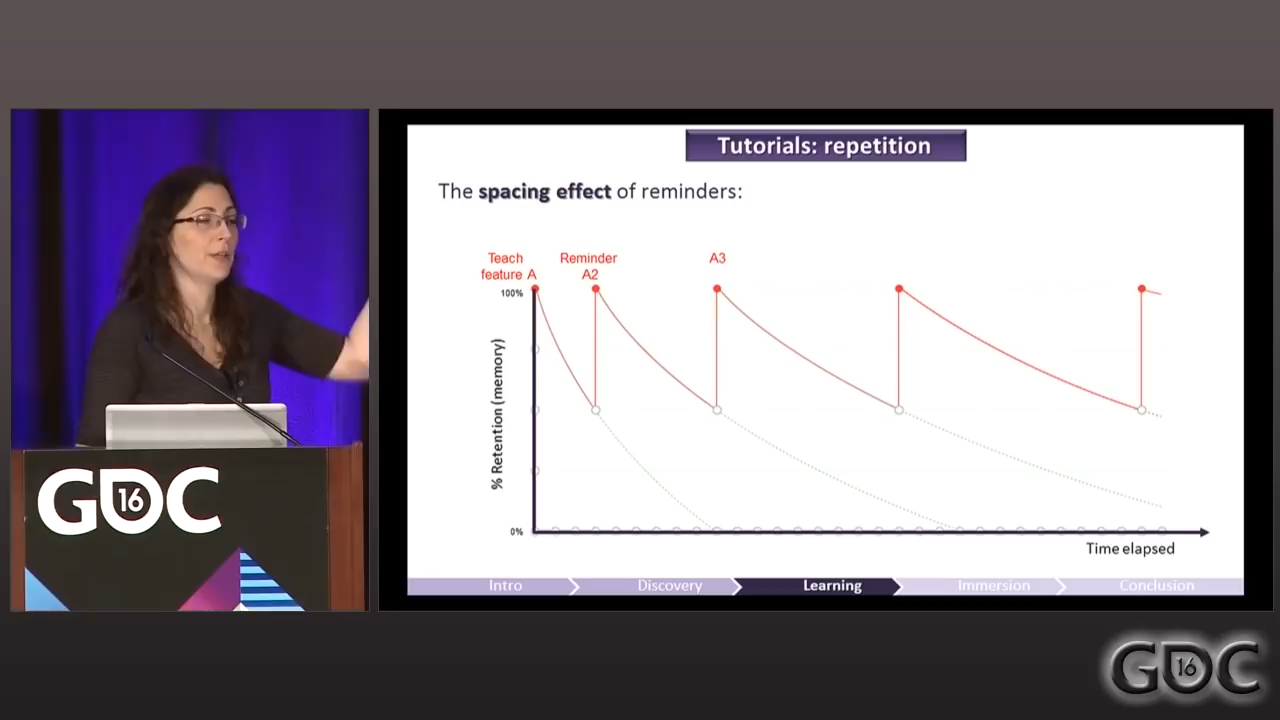 Tutorials: repetition
The spacing effect of reminders:
Teach
feature A
Reminder
A2
A3
100%
% Retention (memory)
0%
Time elapsed
Intro
Discovery
Learning
Immersion
Conclusion
GDC
16
GDC
16